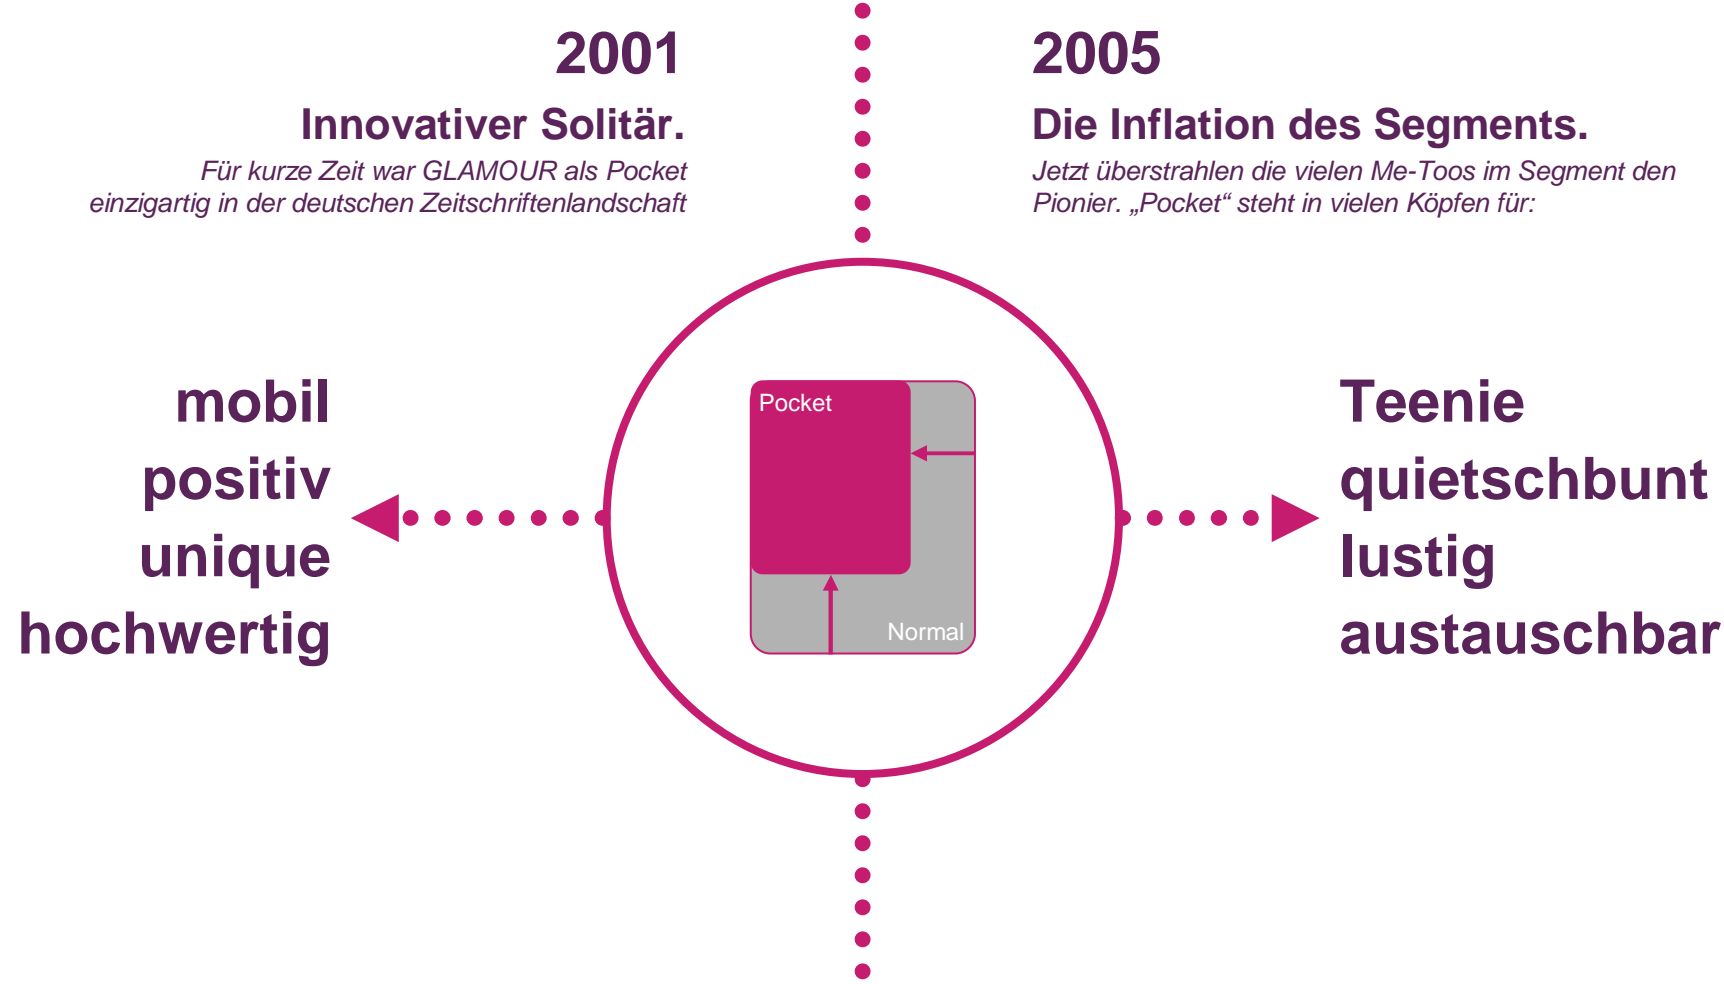 2001
Innovativer Solitär.
Für kurze Zeit war GLAMOUR als Pocket
einzigartig in der deutschen Zeitschriftenlandschaft
2005
Die Inflation des Segments.
Jetzt überstrahlen die vielen Me-Toos im Segment den
Pionier. „Pocket“ steht in vielen Köpfen für:
mobil
positiv
unique
hochwertig
Pocket
Normal
Teenie
quietschbunt
lustig
austauschbar